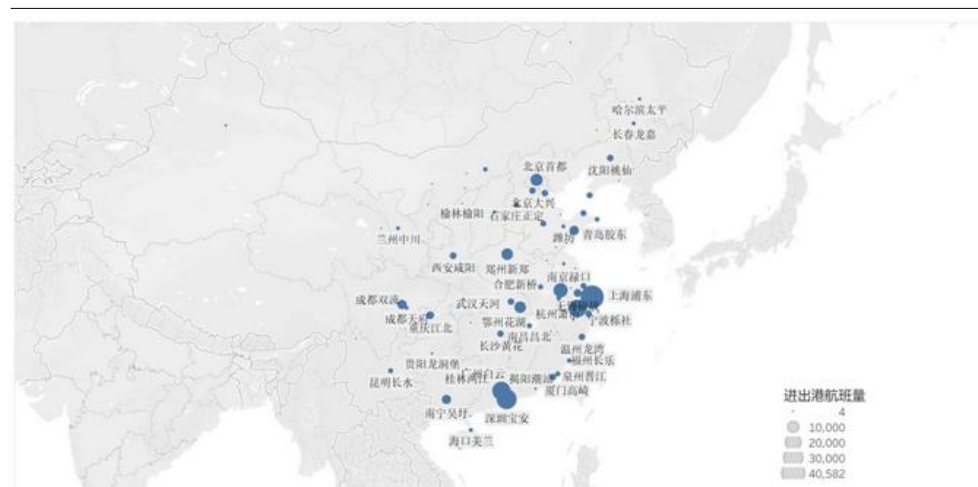 哈尔滨太平
长春龙嘉
沈阳桃仙
北京首都
北京大兴
榆林榆阳
石家庄正定
兰州中川
潍坊
青岛胶东
西安咸阳
郑州新郑
南京禄口
合肥新桥
上海浦东
成都双流
武汉天河
杭州萧
宁波栎社
成都天府
鄂州花湖
重庆江北
南昌昌北
长沙黄花
温州龙湾
福州长乐
贵阳龙洞堡
广州白云
昆明长水
桂林两江
揭阳潮汕
泉州晋江
厦门高崎
南宁吴圩
深圳宝安
海口美兰
进出港航班量
4
10,000
20,000
30,000
40,582